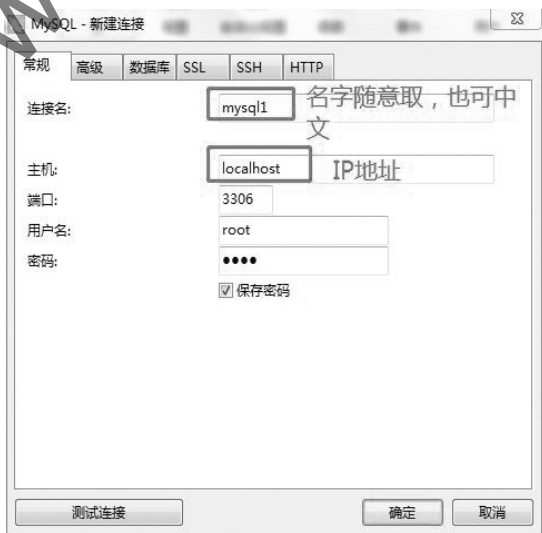 MySQL - 新建连接
常规 高级 数据库 SSL SSH HTTP
连接名: mysql1 名字随意取，也可中
文
主机: localhost IP地址
端口: 3306
用户名: root
密码: ●●●●
保存密码
测试连接 确定 取消